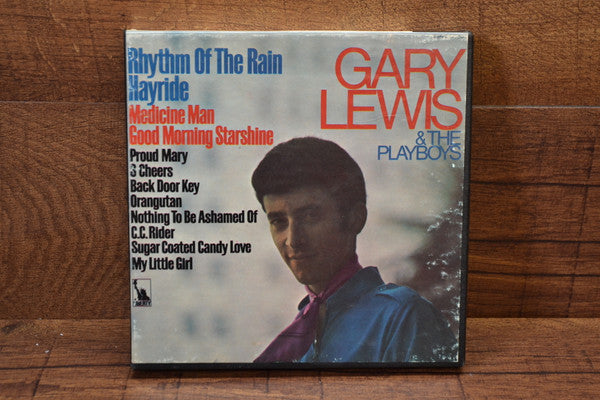 Rhythm Of The Rain
Hayride
Medicine Man
Good Morning Starshine
Proud Mary
3 Cheers
Back Door Key
Orangutan
Nothing To Be Ashamed Of
C.C. Rider
Sugar Coated Candy Love
My Little Girl
LIBERTY
GARY
LEWIS
& THE
PLAYBOYS